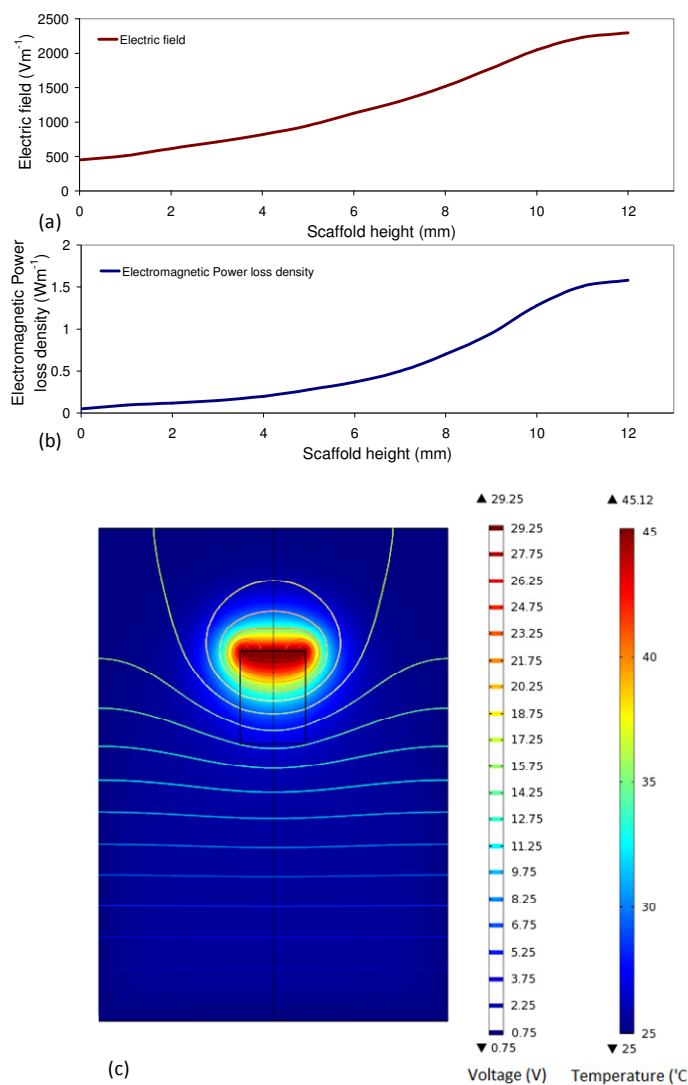 2500
2000
1500
1000
500
0
Electric field (Vm-1)
Electric field
0 2 4 6 8 10 12
Scaffold height (mm)
(a)
2
1.5
1
0.5
0
Electromagnetic Power
loss density (Wm-1)
Electromagnetic Power loss density
0 2 4 6 8 10 12
Scaffold height (mm)
(b)
▲ 29.25
29.25
27.75
26.25
24.75
23.25
21.75
20.25
18.75
17.25
15.75
14.25
12.75
11.25
9.75
8.25
6.75
5.25
3.75
2.25
0.75
▼ 0.75
Voltage (V)
▲ 45.12
45
40
35
30
25
▼ 25
Temperature ('C
(c)